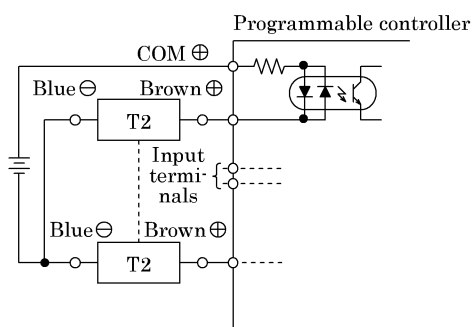 Programmable controller
COM ⊕
Blue ⊖ Brown ⊕
T2
Input
termi-
nals
Blue ⊖ Brown ⊕
T2